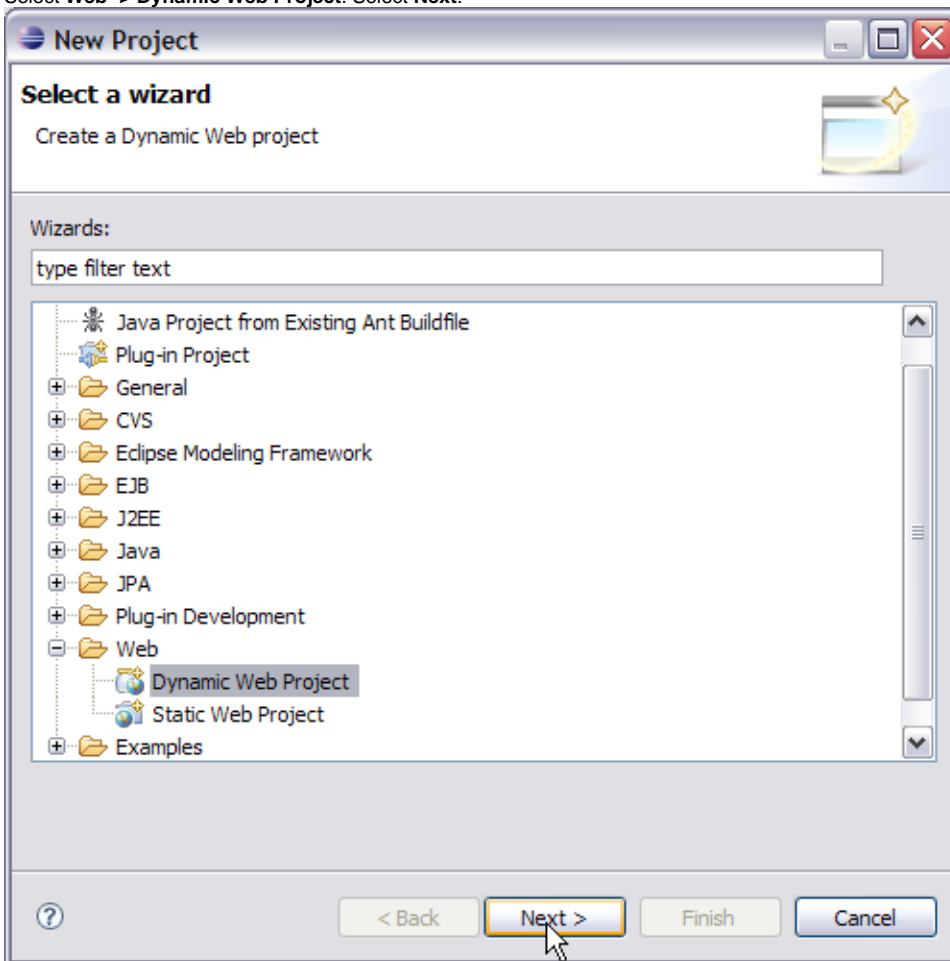 Select Web -> Dynamic Web Project. Select Next.
New Project
Select a wizard
Create a Dynamic Web project
Wizards:
type filter text
Java Project from Existing Ant Buildfile
Plug-in Project
General
CVS
Eclipse Modeling Framework
EJB
J2EE
Java
JPA
Plug-in Development
Web
Dynamic Web Project
Static Web Project
Examples
? < Back Next > Finish Cancel